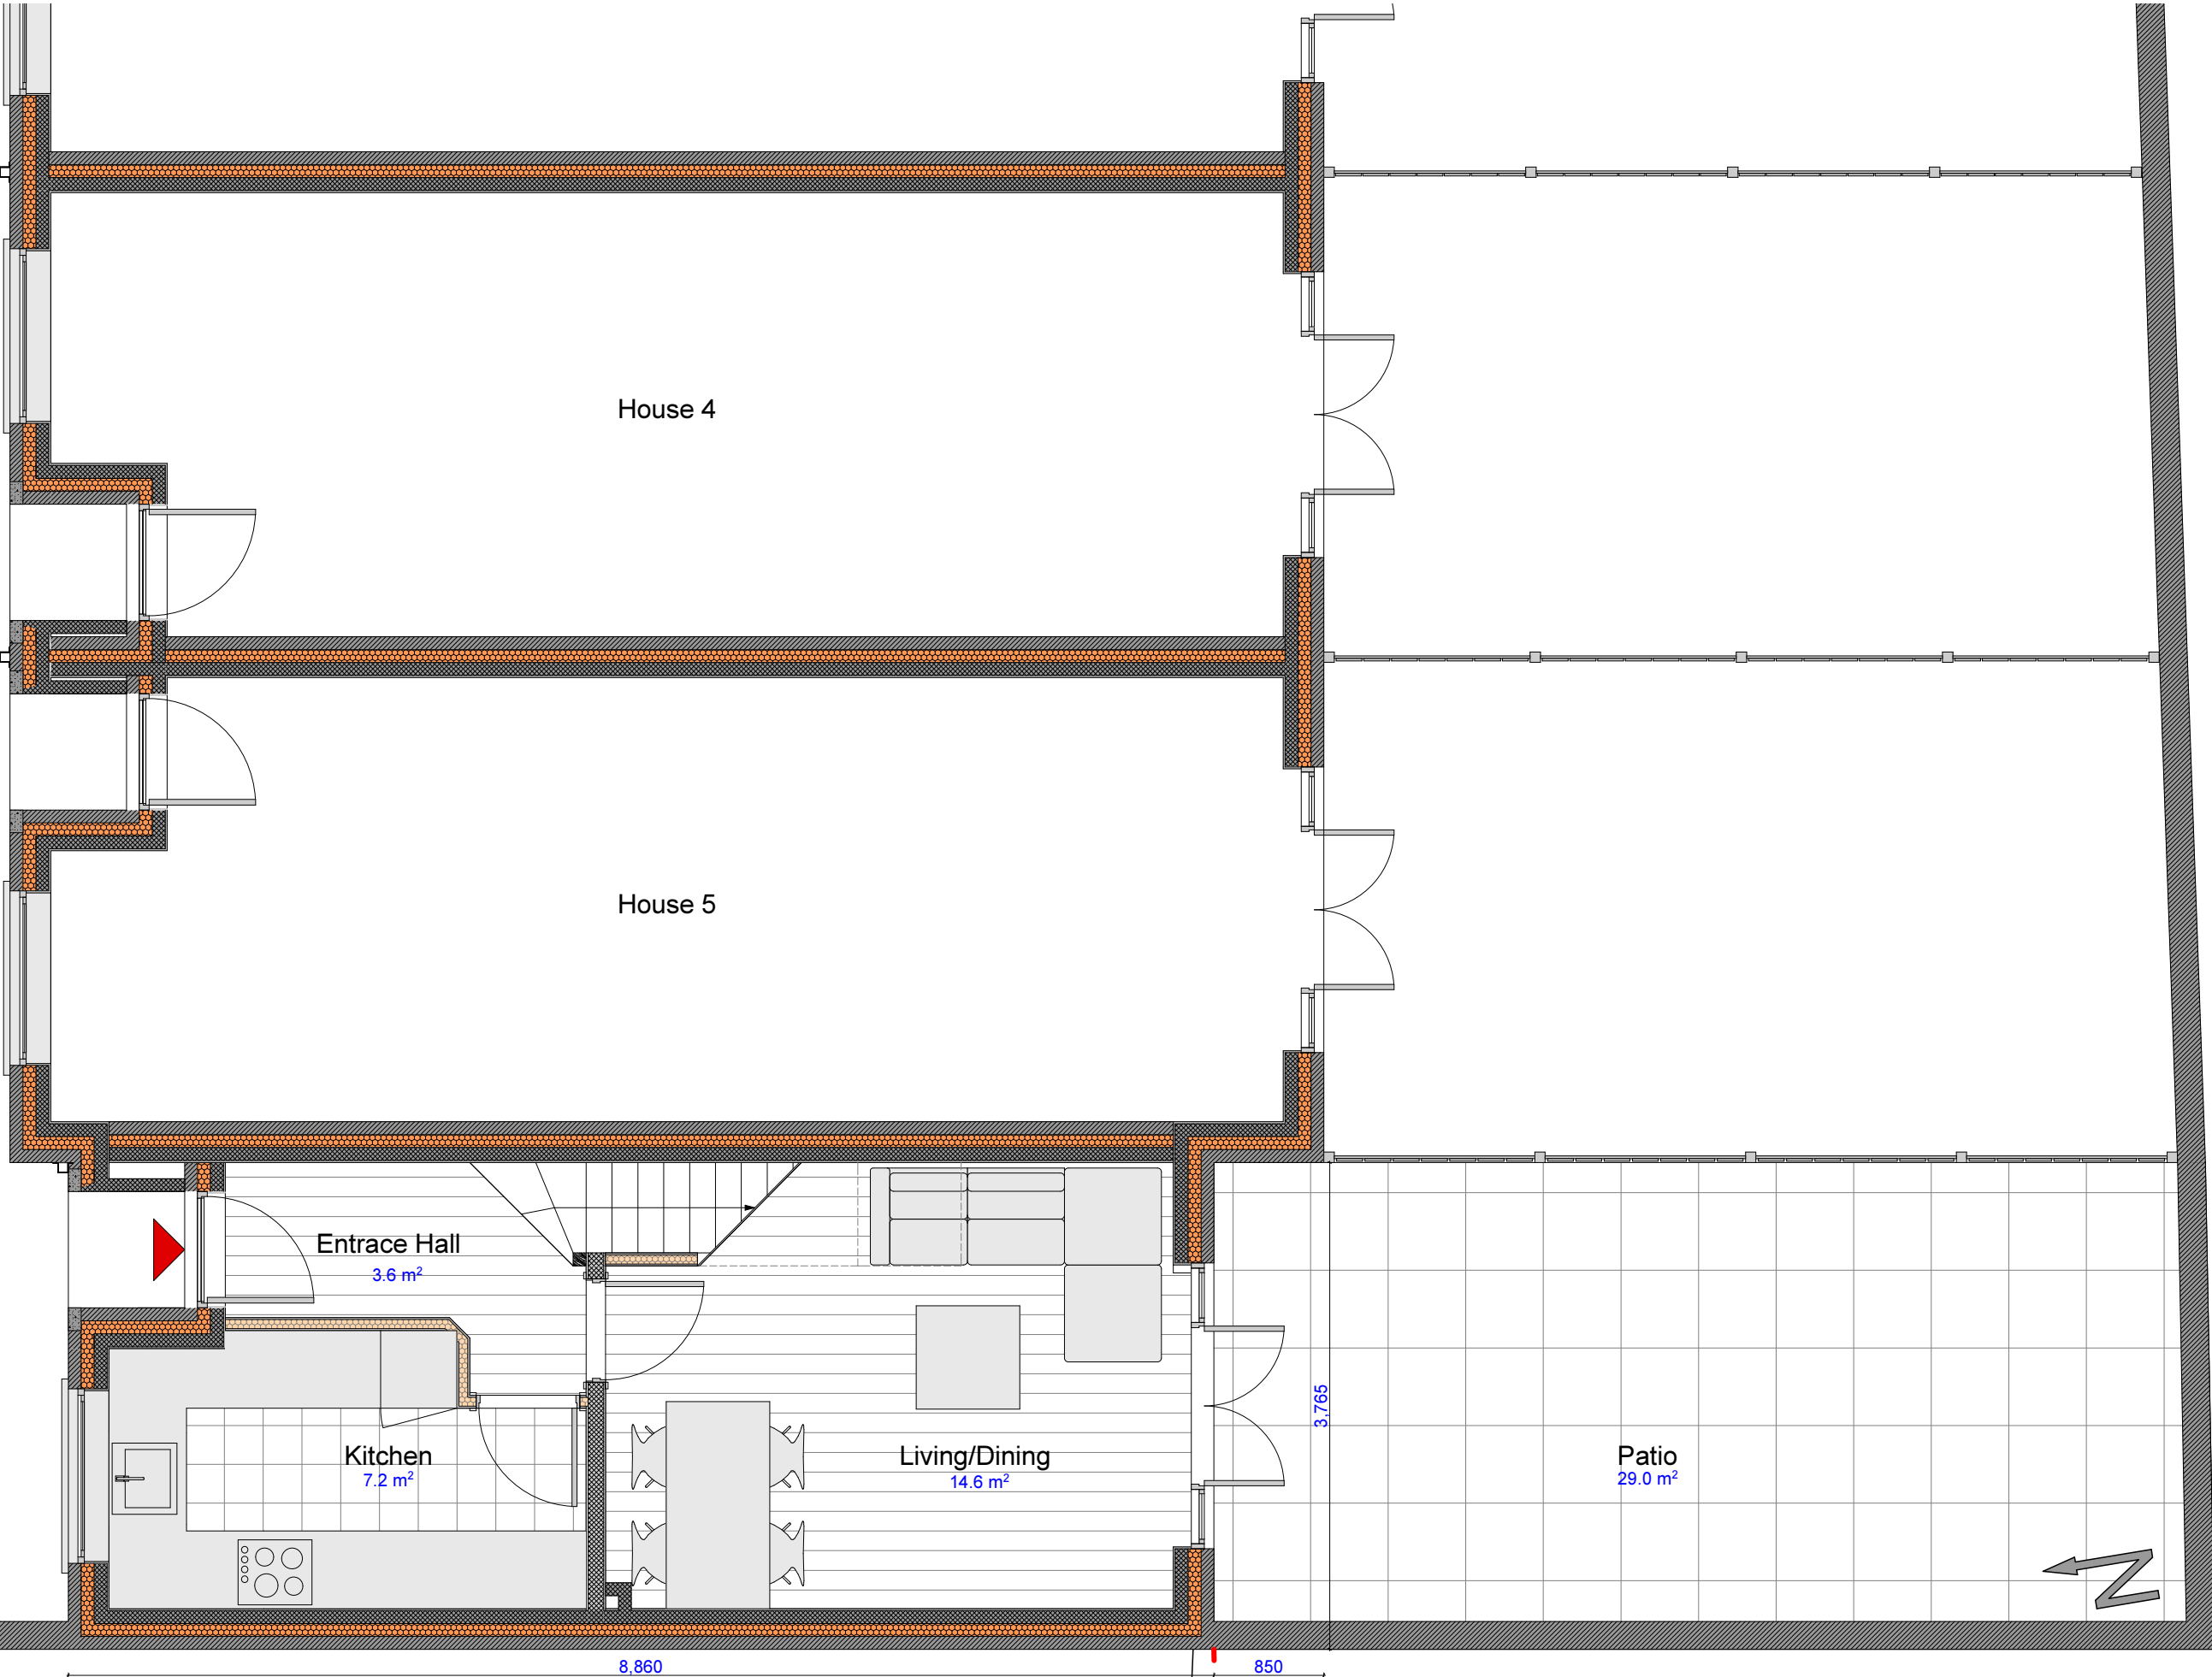 House 4
House 5
Entrace Hall
3.6 m²
Kitchen
7.2 m²
Living/Dining
14.6 m²
3,765
Patio
29.0 m²
N
8,860
850